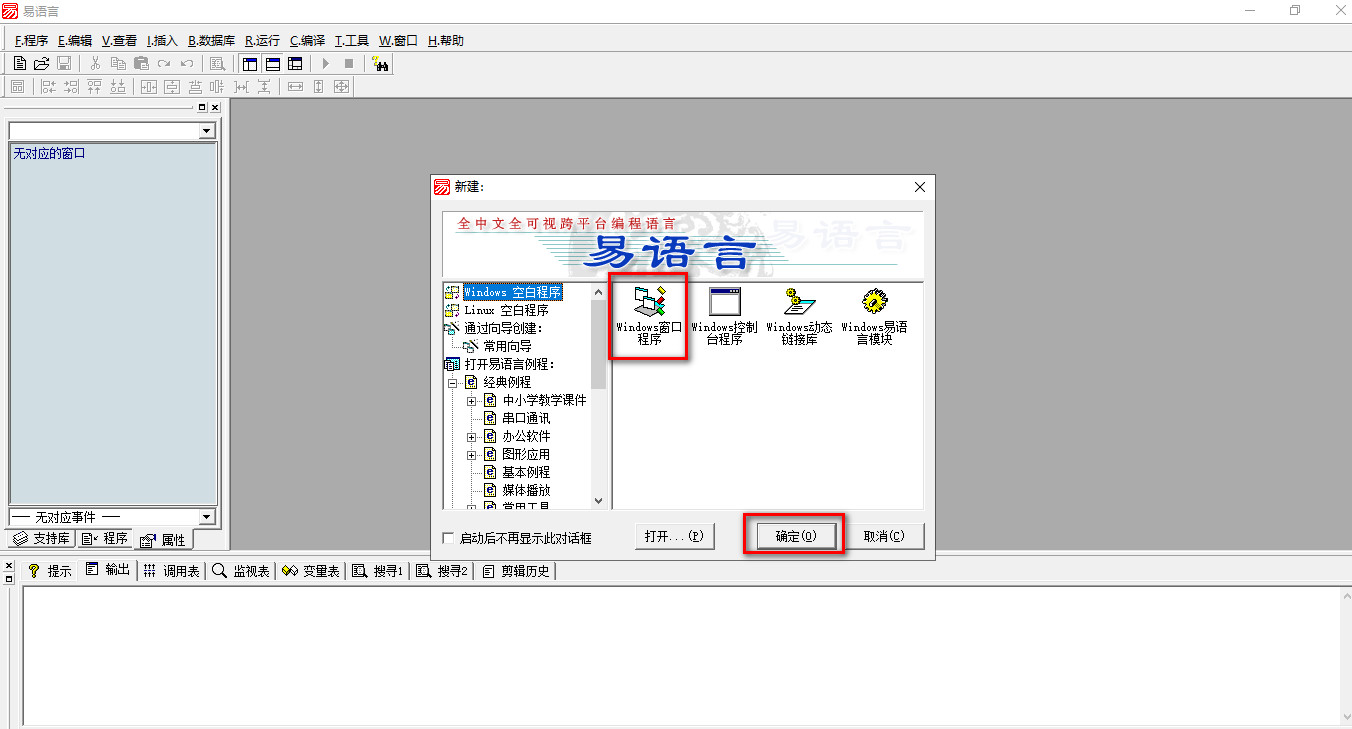 易语言
F.程序 E.编辑 V.查看 I.插入 B.数据库 R.运行 C.编译 T.工具 W.窗口 H.帮助
无对应的窗口
无对应事件
支持库 程序 属性
新建:
全中文全可视跨平台编程语言
易语言
易语言
Windows 空白程序
Linux 空白程序
通过向导创建:
常用向导
打开易语言例程:
经典例程
中小学教学课件
串口通讯
办公软件
图形应用
基本例程
媒体播放
常用工具
Windows窗口
程序
Windows控制
台程序
Windows动态
链接库
Windows易语
言模块
启动后不再显示此对话框
打开...(P)
确定(O)
取消(C)
提示 输出 调用表 监视表 变量表 搜寻1 搜寻2 剪辑历史